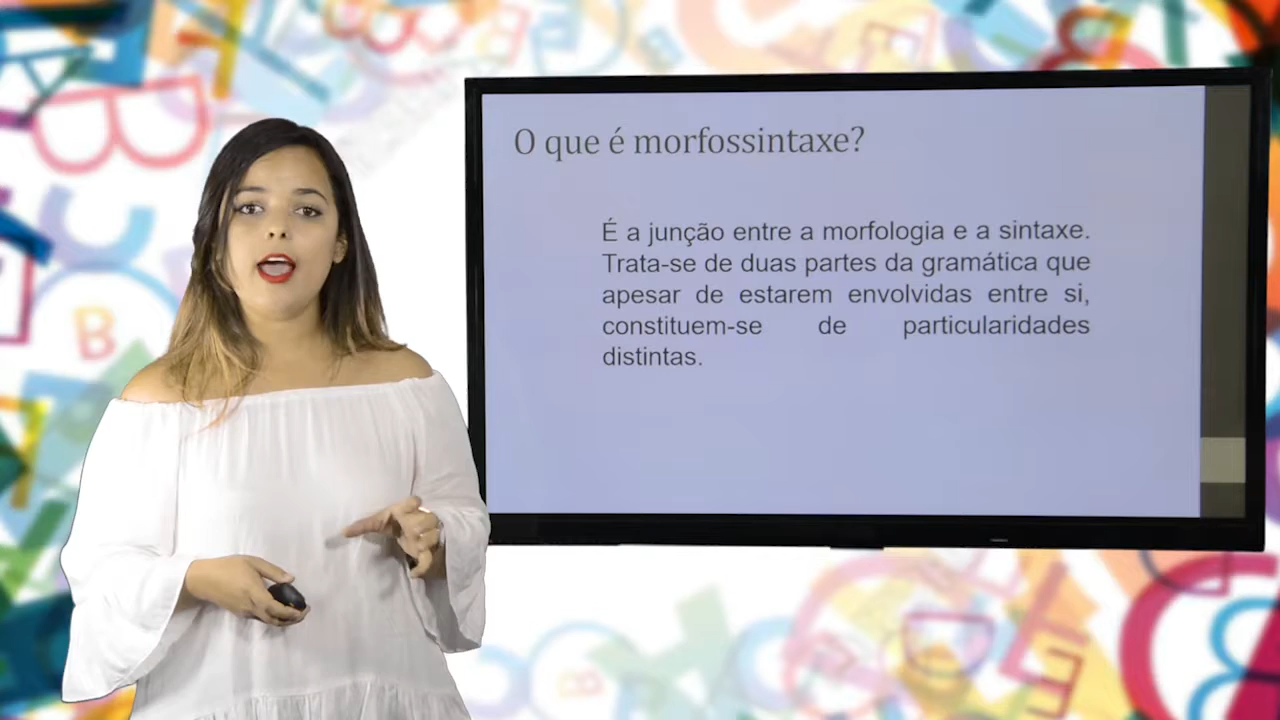 O que é morfossintaxe?
É a junção entre a morfologia e a sintaxe.
Trata-se de duas partes da gramática que
apesar de estarem envolvidas entre si,
constituem-se de particularidades
distintas.